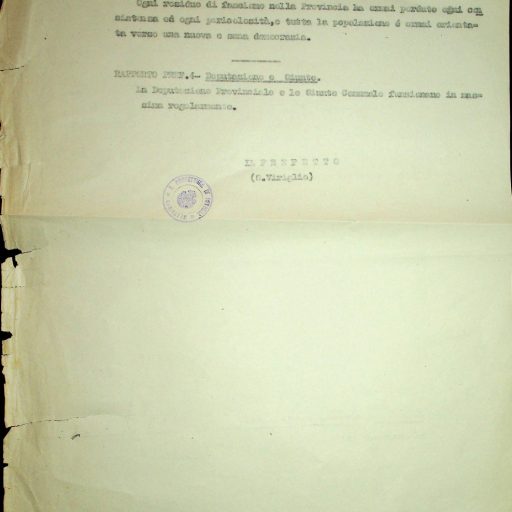 Ogni residuo di fascismo nella Provincia ha ormai perduto ogni con
sistenza ed ogni pericolosità,e tutta la popolazione é ormai orienta-
ta verso una nuova e sana democrazia.
RAPPORTO PREF.4- Deputazione e Giunte.
La Deputazione Provinciale e le Giunte Comunale funzionano in mas-
sima regolarmente.
IL PREFETTO
(G.Viriglio)